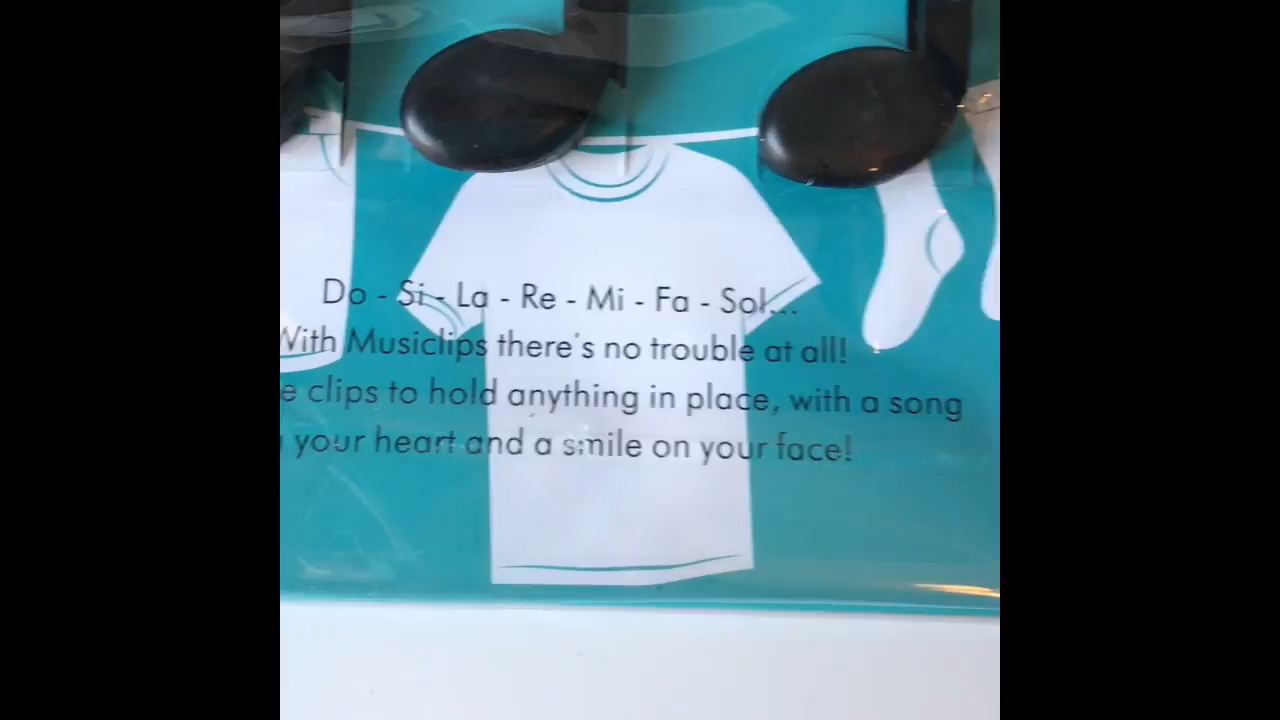 Do - Si - La - Re - Mi - Fa - Sol...
With Musiclips there's no trouble at all!
clips to hold anything in place, with a song
your heart and a smile on your face!